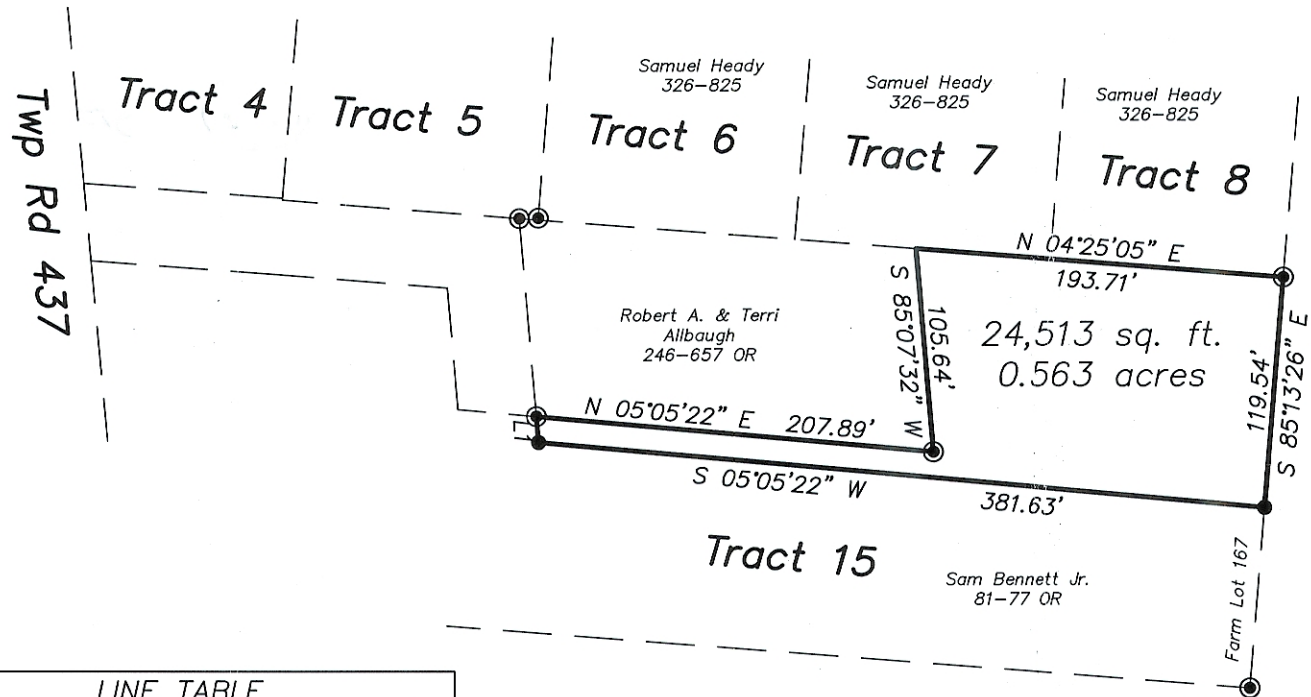 Twp Rd 437
Tract 4
Tract 5
Samuel Heady
326-825
Tract 6
Samuel Heady
326-825
Tract 7
Samuel Heady
326-825
Tract 8
N 04°25'05" E
193.71'
S 85°07'32" W
105.64'
24,513 sq. ft.
0.563 acres
119.54'
S 85°13'26" E
Robert A. & Terri
Allbaugh
246-657 OR
N 05°05'22" E 207.89'
L1
S 05°05'22" W
381.63'
Tract 15
Sam Bennett Jr.
81-77 OR
Farm Lot 167
LINE TABLE